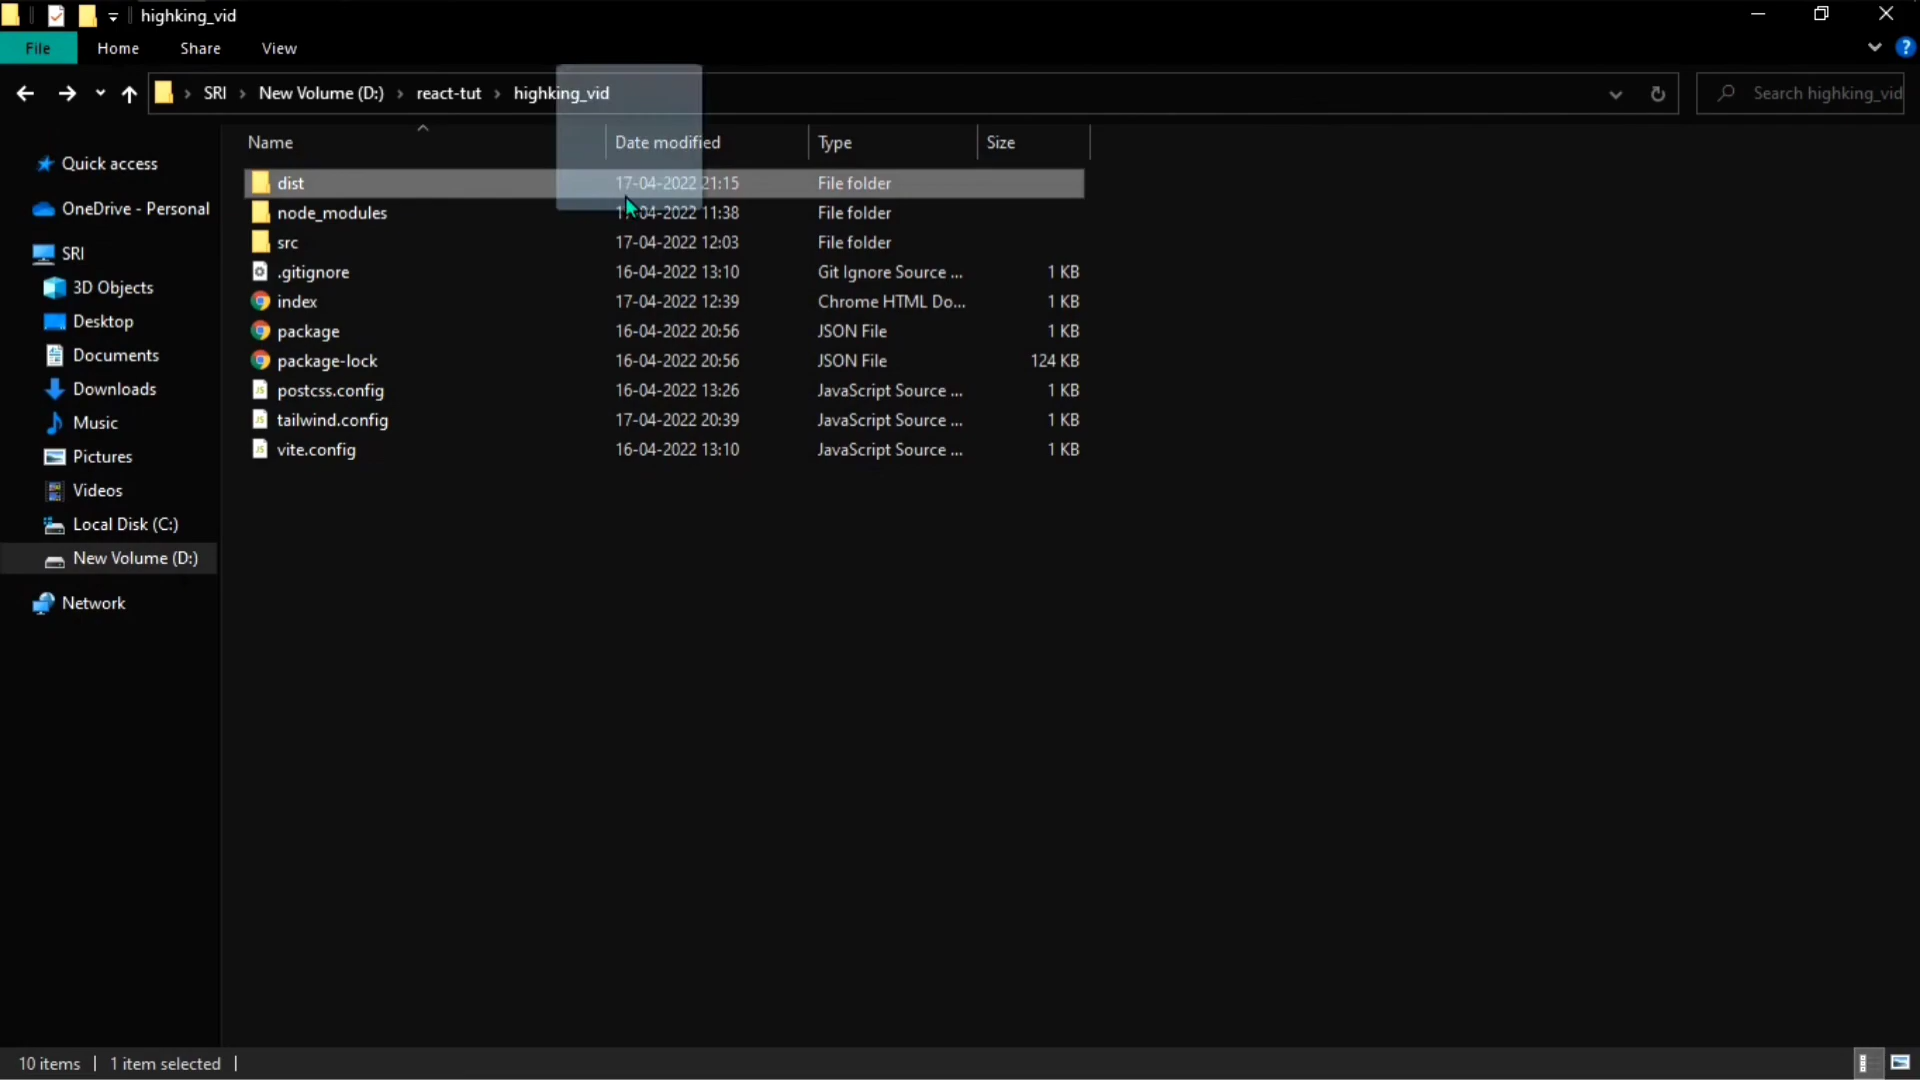 highking_vid
File Home Share View
SRI New Volume (D:) react-tut highking_vid Search highking_vid
Name Date modified Type Size
Quick access
OneDrive - Personal
SRI
3D Objects
Desktop
Documents
Downloads
Music
Pictures
Videos
Local Disk (C:)
New Volume (D:)
Network
dist 17-04-2022 21:15 File folder
node_modules 17-04-2022 11:38 File folder
src 17-04-2022 12:03 File folder
.gitignore 16-04-2022 13:10 Git Ignore Source ... 1 KB
index 17-04-2022 12:39 Chrome HTML Do... 1 KB
package 16-04-2022 20:56 JSON File 1 KB
package-lock 16-04-2022 20:56 JSON File 124 KB
postcss.config 16-04-2022 13:26 JavaScript Source ... 1 KB
tailwind.config 17-04-2022 20:39 JavaScript Source ... 1 KB
vite.config 16-04-2022 13:10 JavaScript Source ... 1 KB
10 items 1 item selected